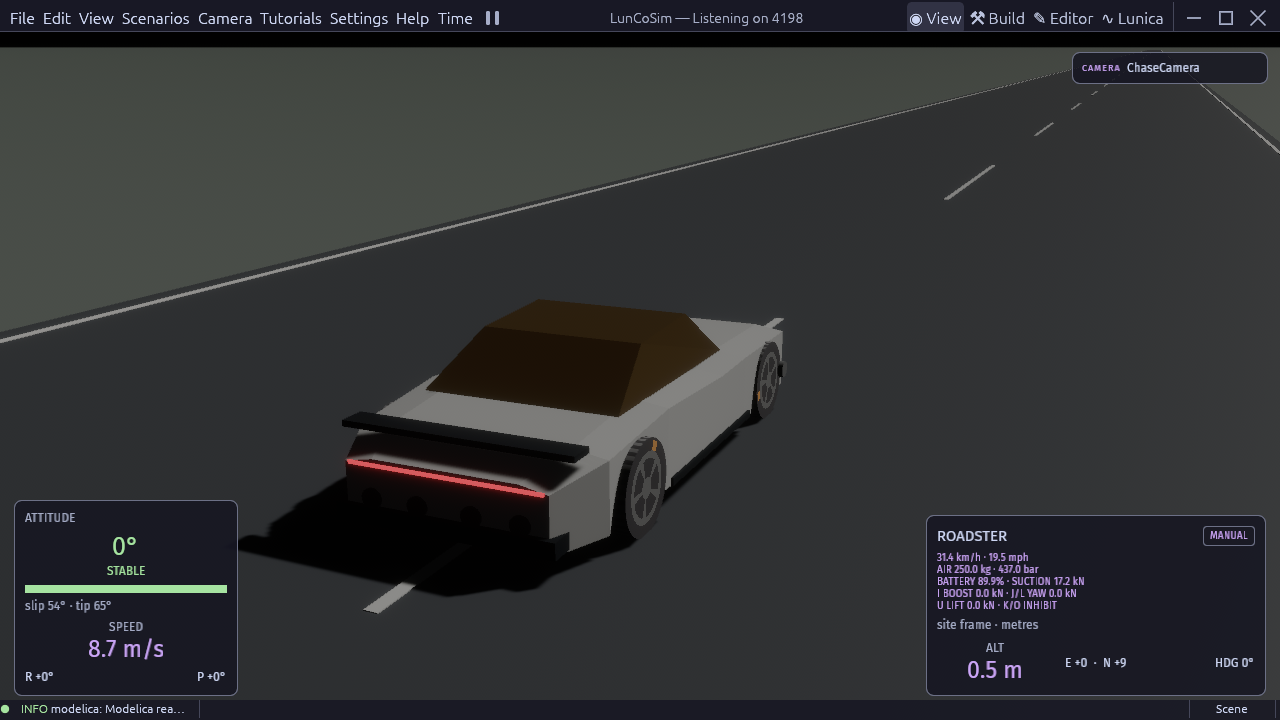 File Edit View Scenarios Camera Tutorials Settings Help Time
LunCoSim — Listening on 4198
View Build Editor Lunica
CAMERA ChaseCamera
ATTITUDE
0°
STABLE
slip 54° · tip 65°
SPEED
8.7 m/s
R +0° P +0°
ROADSTER MANUAL
31.4 km/h · 19.5 mph
AIR 250.0 kg · 437.0 bar
BATTERY 89.9% · SUCTION 17.2 kN
I BOOST 0.0 kN · J/L YAW 0.0 kN
U LIFT 0.0 kN · K/O INHIBIT
site frame · metres
ALT
0.5 m
E +0 · N +9
HDG 0°
INFO modelica: Modelica rea…
Scene